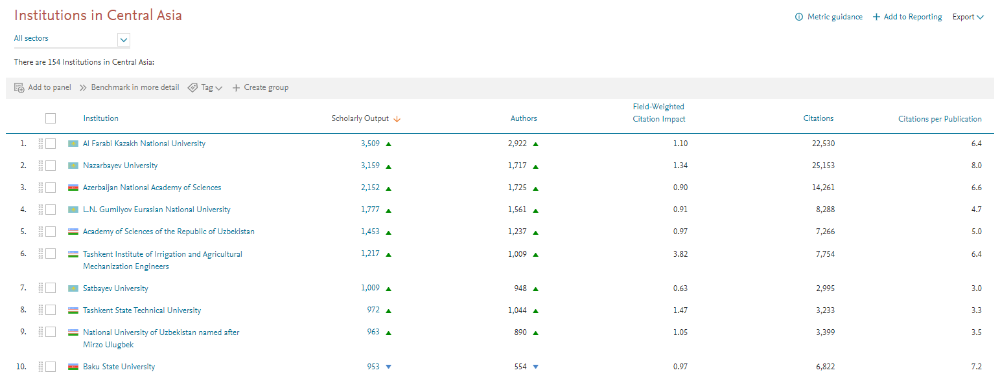 Institutions in Central Asia
Metric guidance Add to Reporting Export
All sectors
There are 154 Institutions in Central Asia:
Add to panel Benchmark in more detail Tag Create group
Institution Scholarly Output Authors Field-Weighted Citation Impact Citations Citations per Publication
1. Al Farabi Kazakh National University 3,509 2,922 1.10 22,530 6.4
2. Nazarbayev University 3,159 1,717 1.34 25,153 8.0
3. Azerbaijan National Academy of Sciences 2,152 1,725 0.90 14,261 6.6
4. L.N. Gumilyov Eurasian National University 1,777 1,561 0.91 8,288 4.7
5. Academy of Sciences of the Republic of Uzbekistan 1,453 1,237 0.97 7,266 5.0
6. Tashkent Institute of Irrigation and Agricultural 1,217 1,009 3.82 7,754 6.4
Mechanization Engineers
7. Satbayev University 1,009 948 0.63 2,995 3.0
8. Tashkent State Technical University 972 1,044 1.47 3,233 3.3
9. National University of Uzbekistan named after 963 890 1.05 3,399 3.5
Mirzo Ulugbek
10. Baku State University 953 554 0.97 6,822 7.2